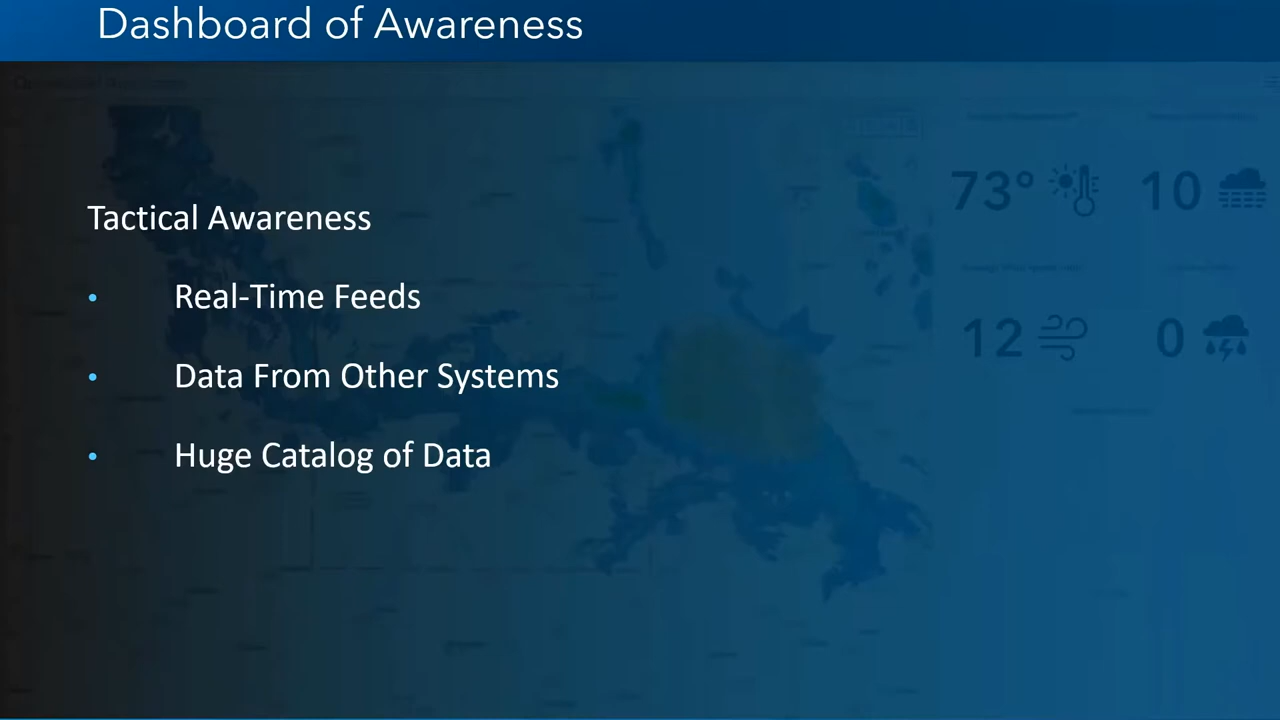 Dashboard of Awareness
Tactical Awareness
• Real-Time Feeds
• Data From Other Systems
• Huge Catalog of Data
73°
10
12
0